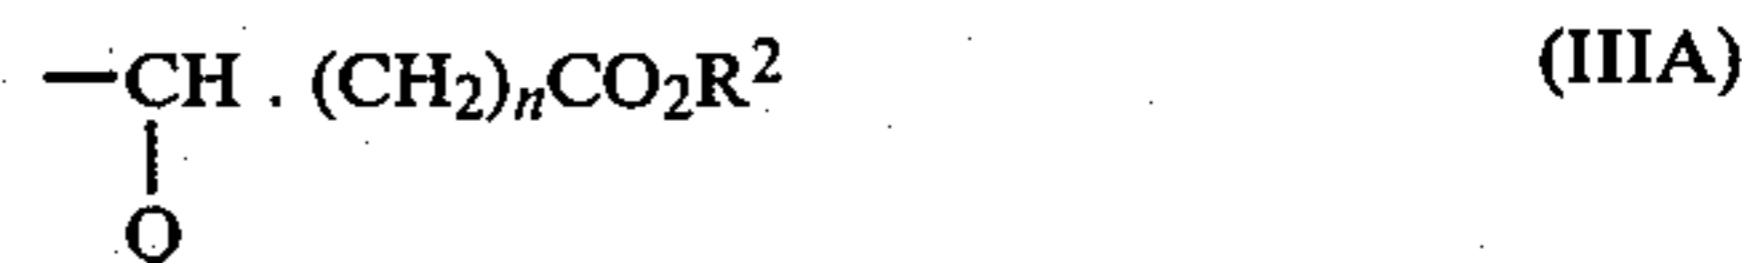 —CH . (CH₂)ₙCO₂R² (IIIA)
|
O